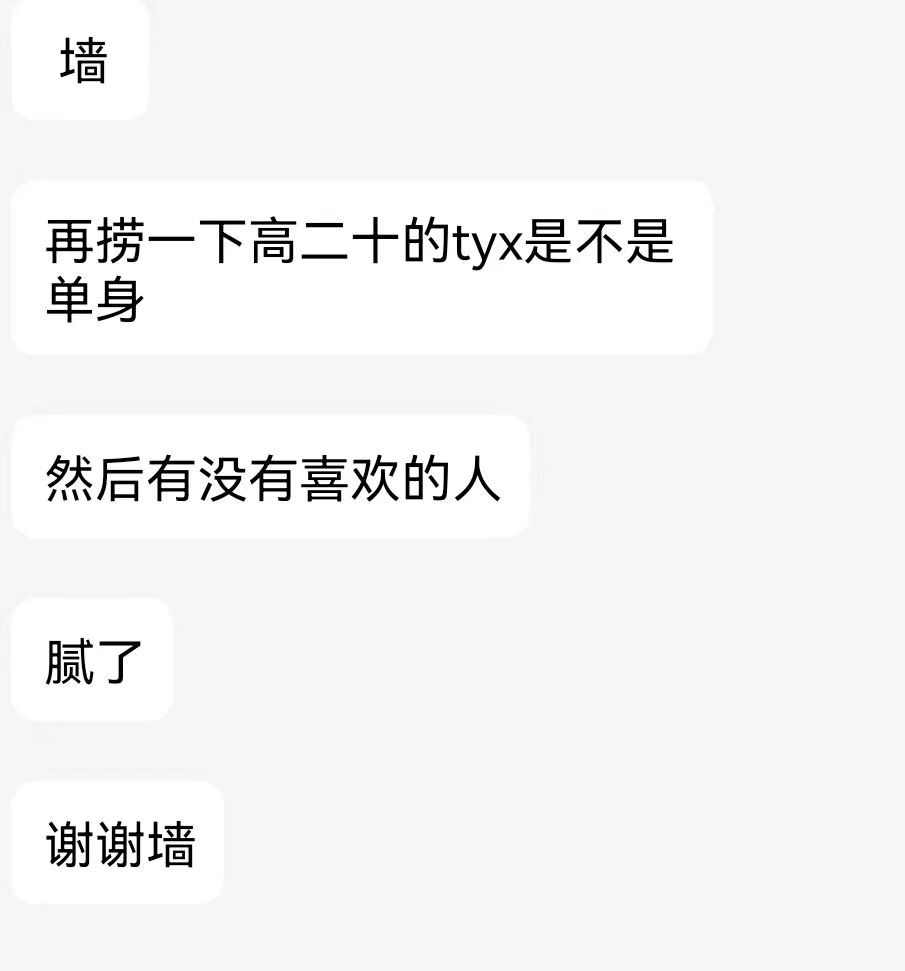 墙
再捞一下高二十的tyx是不是
单身
然后有没有喜欢的人
腻了
谢谢墙